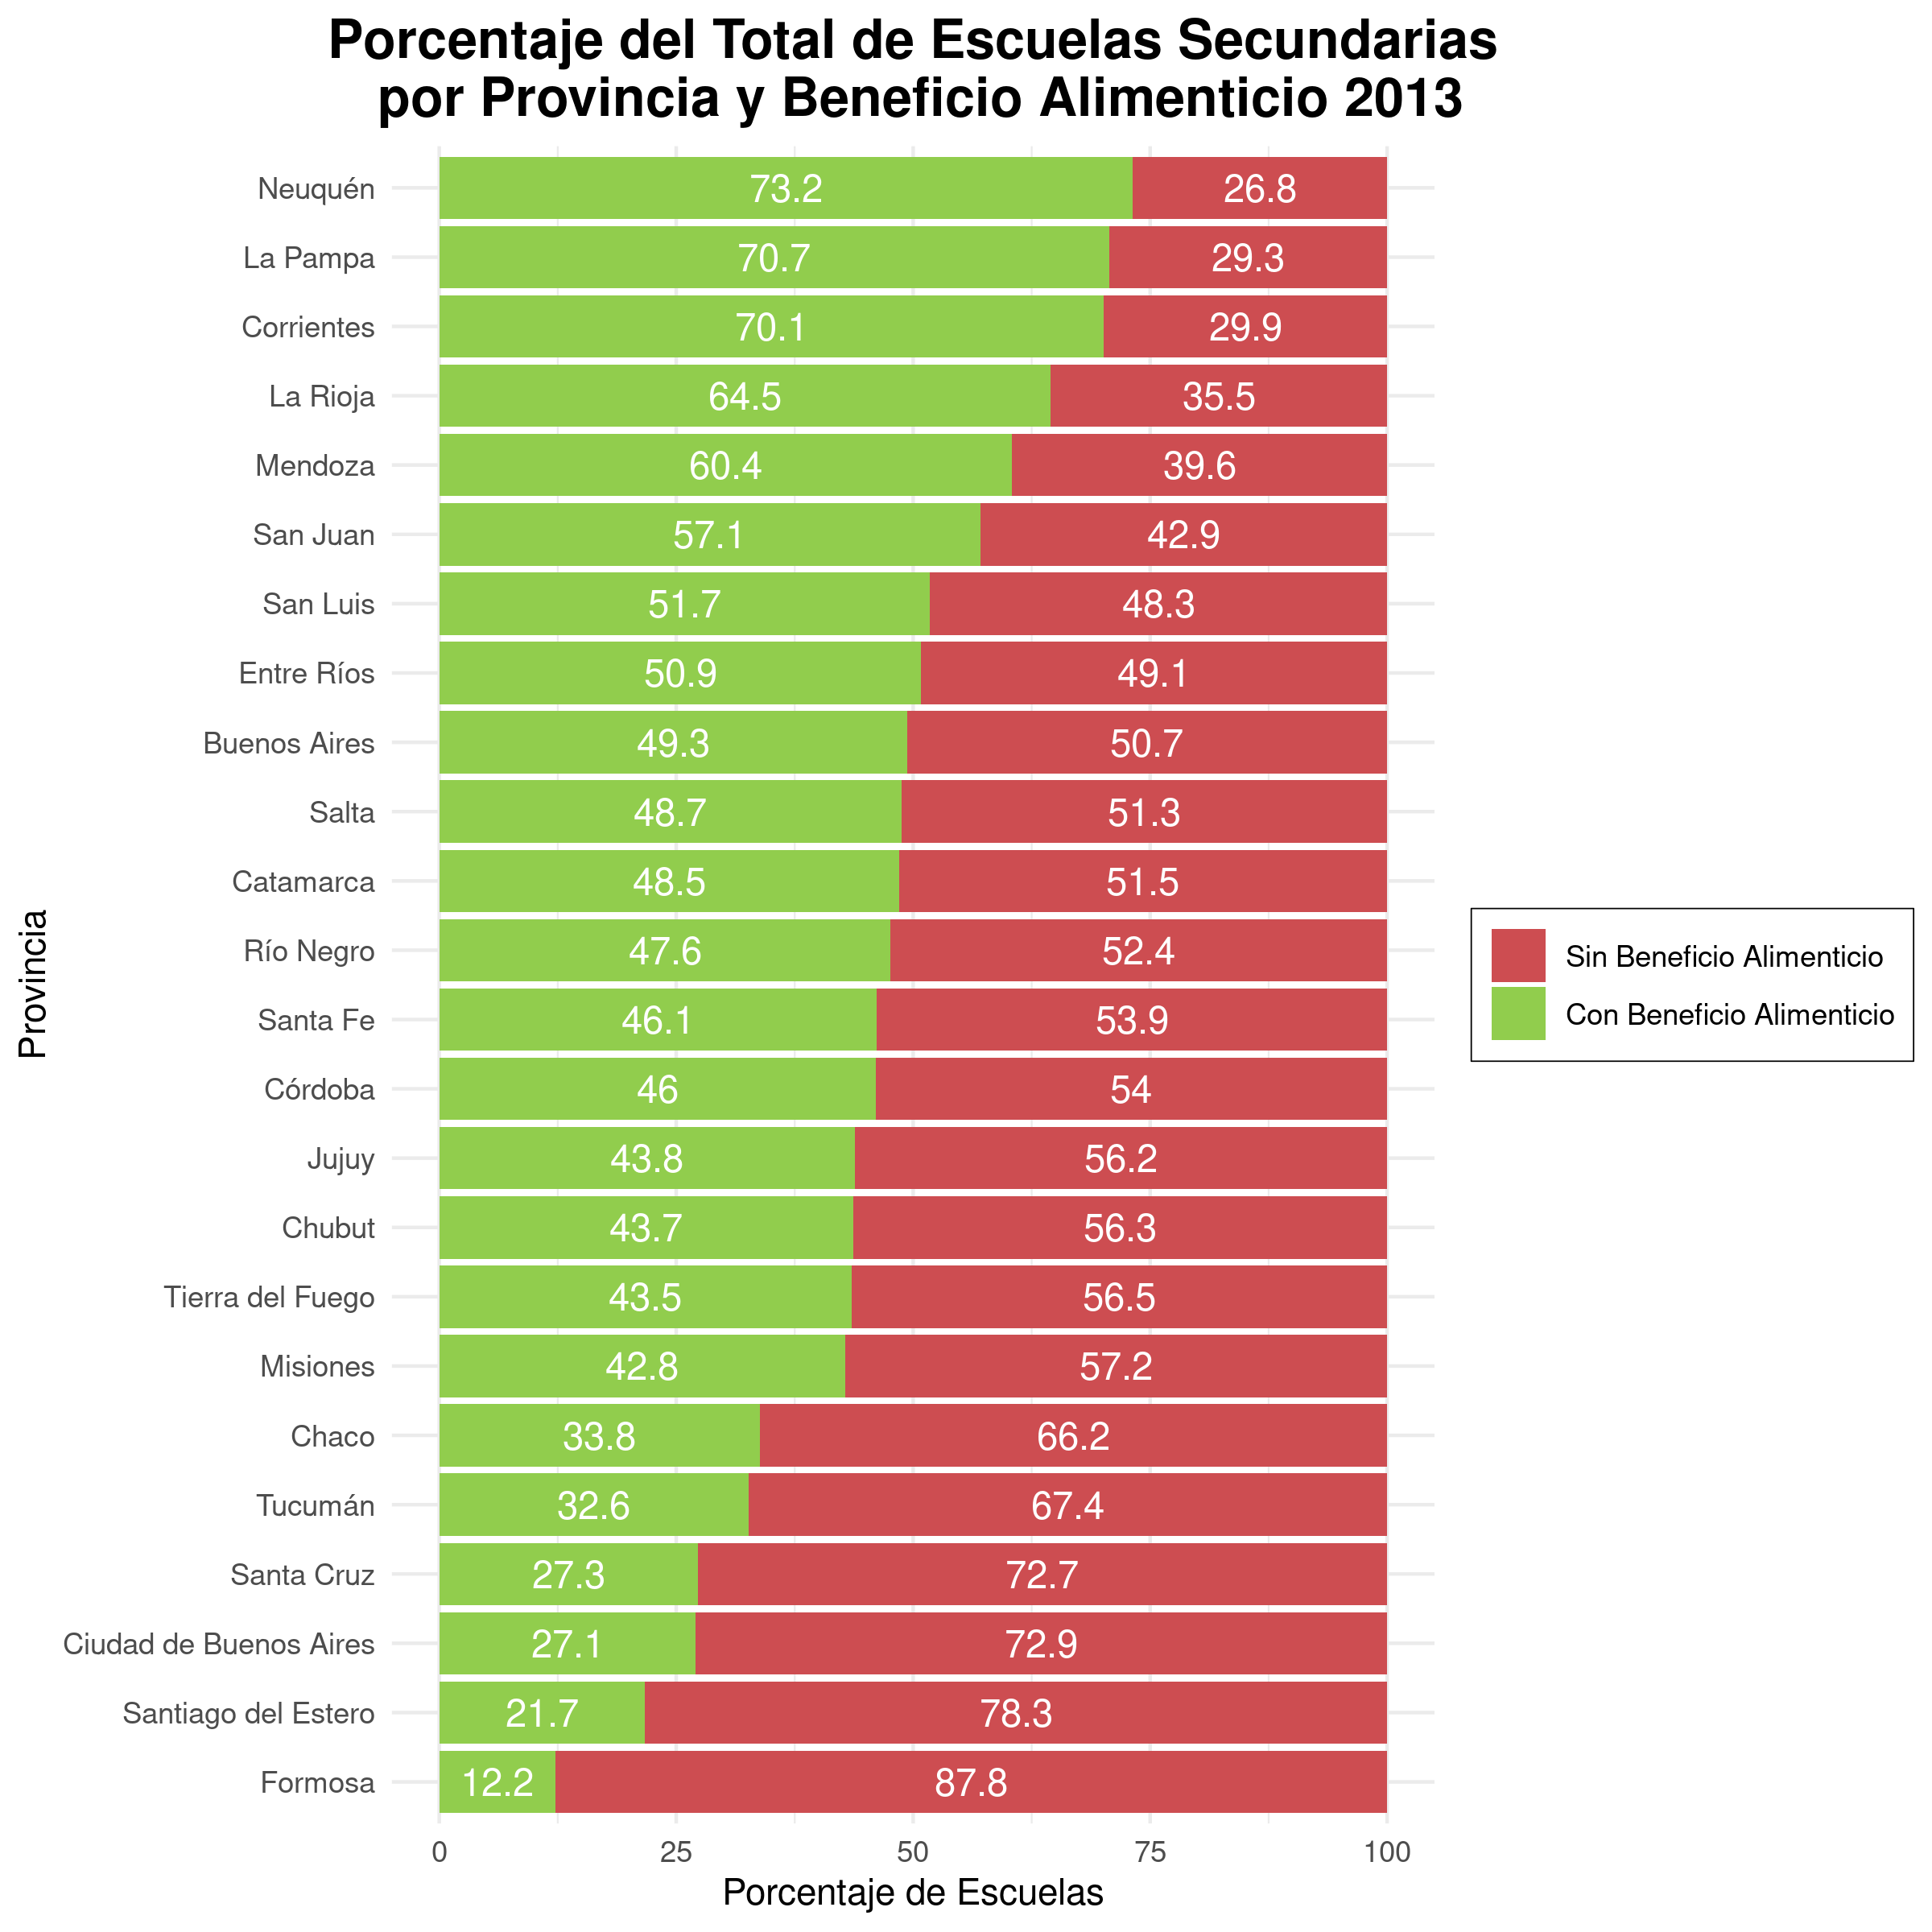 Porcentaje del Total de Escuelas Secundarias
por Provincia y Beneficio Alimenticio 2013
Provincia
Neuquén 73.2 26.8
La Pampa 70.7 29.3
Corrientes 70.1 29.9
La Rioja 64.5 35.5
Mendoza 60.4 39.6
San Juan 57.1 42.9
San Luis 51.7 48.3
Entre Ríos 50.9 49.1
Buenos Aires 49.3 50.7
Salta 48.7 51.3
Catamarca 48.5 51.5
Río Negro 47.6 52.4
Santa Fe 46.1 53.9
Córdoba 46 54
Jujuy 43.8 56.2
Chubut 43.7 56.3
Tierra del Fuego 43.5 56.5
Misiones 42.8 57.2
Chaco 33.8 66.2
Tucumán 32.6 67.4
Santa Cruz 27.3 72.7
Ciudad de Buenos Aires 27.1 72.9
Santiago del Estero 21.7 78.3
Formosa 12.2 87.8
0 25 50 75 100
Porcentaje de Escuelas
Sin Beneficio Alimenticio
Con Beneficio Alimenticio